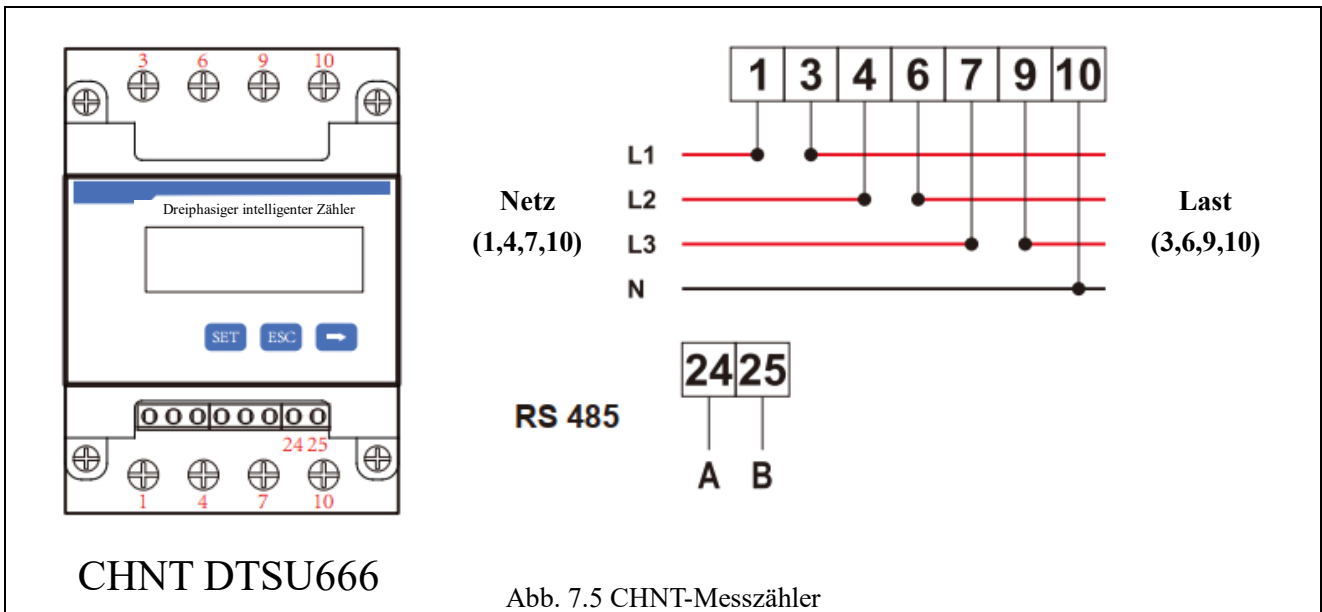 3 6 9 10
Dreiphasiger intelligenter Zähler
SET ESC
24 25
1 4 7 10
CHNT DTSU666
1 3 4 6 7 9 10
L1
L2
L3
N
Netz
(1,4,7,10)
Last
(3,6,9,10)
24 25
RS 485
A B
Abb. 7.5 CHNT-Messzähler